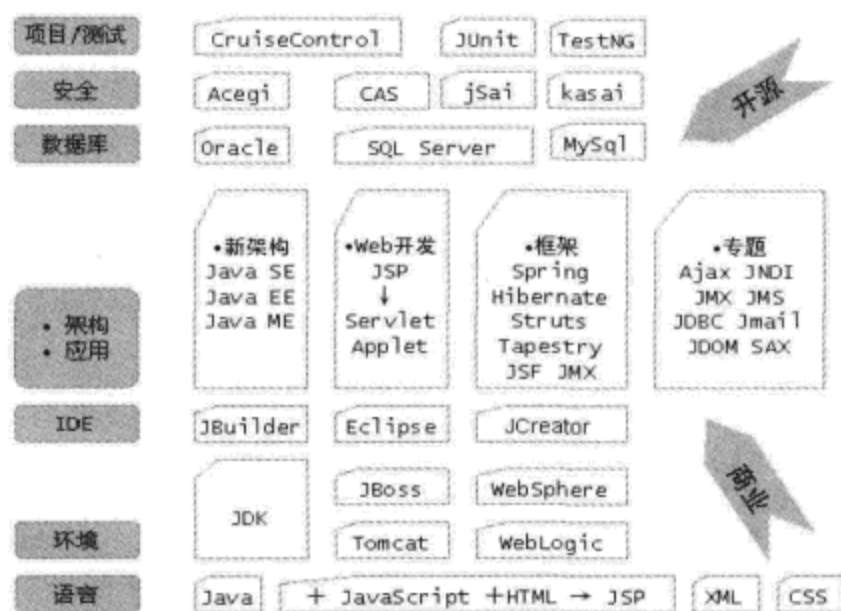 项目/测试
CruiseControl
JUnit
TestNG
安全
Acegi
CAS
jSai
kasai
开源
数据库
Oracle
SQL Server
MySql
• 架构
• 应用
•新架构
Java SE
Java EE
Java ME
•Web开发
JSP
↓
Servlet
Applet
•框架
Spring
Hibernate
Struts
Tapestry
JSF JMX
•专题
Ajax JNDI
JMX JMS
JDBC Jmail
JDOM SAX
IDE
JBuilder
Eclipse
JCreator
商业
环境
JDK
JBoss
WebSphere
Tomcat
WebLogic
语言
Java
+ JavaScript +HTML → JSP
XML
CSS